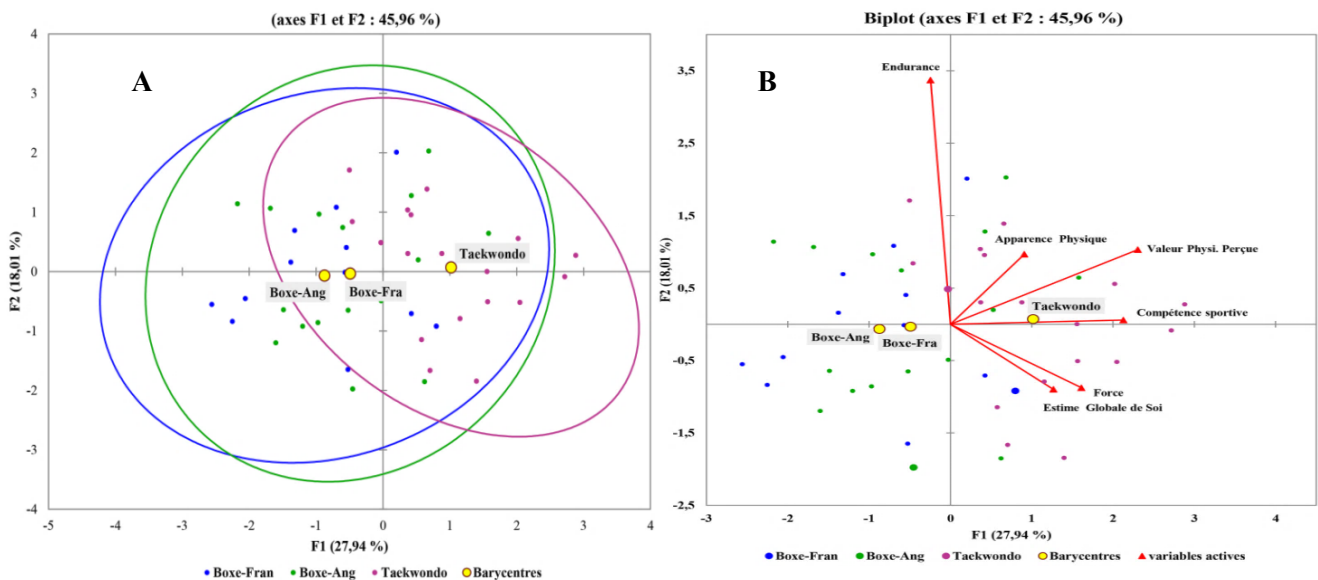 (axes F1 et F2 : 45,96 %)
A
4
3
2
1
0
-1
-2
-3
-4
F2 (18,01 %)
Taekwondo
Boxe-Ang
Boxe-Fra
-5 -4 -3 -2 -1 0 1 2 3 4
F1 (27,94 %)
Boxe-Fran Boxe-Ang Taekwondo Barycentres
Biplot (axes F1 et F2 : 45,96 %)
B
3,5
2,5
1,5
0,5
-0,5
-1,5
-2,5
F2 (18,01 %)
Endurance
Apparence Physique
Valeur Physi. Perçue
Taekwondo
Compétence sportive
Boxe-Ang
Boxe-Fra
Force
Estime Globale de Soi
-3 -2 -1 0 1 2 3 4
F1 (27,94 %)
Boxe-Fran Boxe-Ang Taekwondo Barycentres variables actives